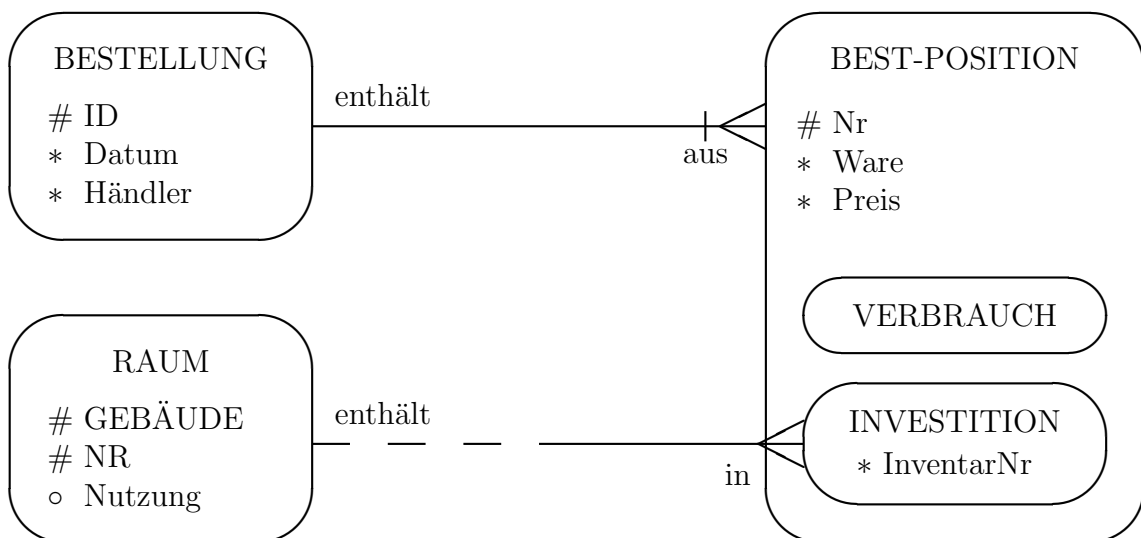 BESTELLUNG
# ID
* Datum
* Händler
enthält
aus
BEST-POSITION
# Nr
* Ware
* Preis
VERBRAUCH
RAUM
# GEBÄUDE
# NR
○ Nutzung
enthält
in
INVESTITION
* InventarNr